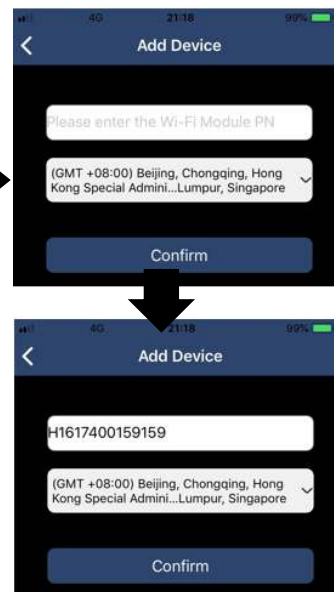 4G 21:18 99%
Add Device
Please enter the Wi-Fi Module PN
(GMT +08:00) Beijing, Chongqing, Hong
Kong Special Admini...Lumpur, Singapore
Confirm
4G 21:18 99%
Add Device
H1617400159159
(GMT +08:00) Beijing, Chongqing, Hong
Kong Special Admini...Lumpur, Singapore
Confirm